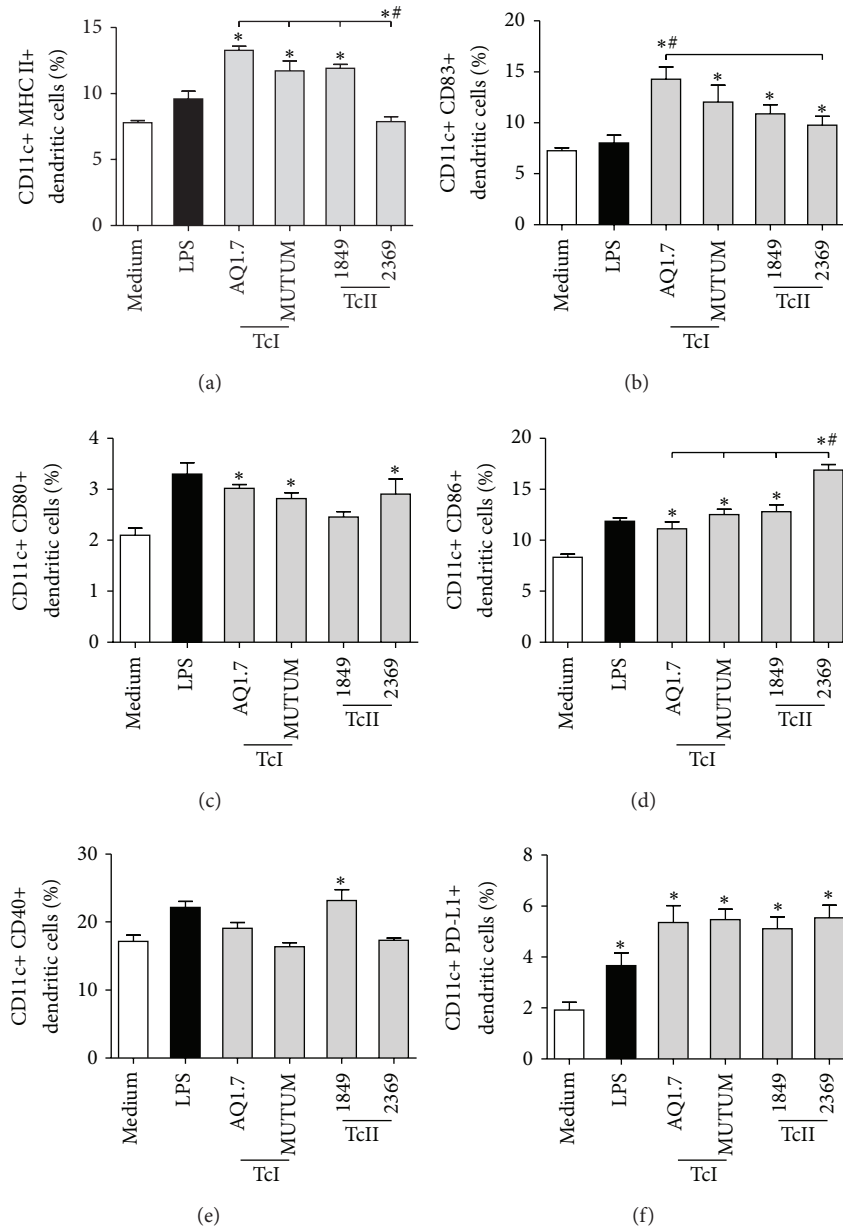 CD11c+ MHC II+
dendritic cells (%)
15
10
5
0
*
*
*
*#
Medium
LPS
AQ1.7
MUTUM
1849
2369
TcI
TcII
(a)
CD11c+ CD83+
dendritic cells (%)
20
15
10
5
0
*#
*
*
*
Medium
LPS
AQ1.7
MUTUM
1849
2369
TcI
TcII
(b)
CD11c+ CD80+
dendritic cells (%)
4
3
2
1
0
*
*
*
Medium
LPS
AQ1.7
MUTUM
1849
2369
TcI
TcII
(c)
CD11c+ CD86+
dendritic cells (%)
20
15
10
5
0
*
*
*
*#
Medium
LPS
AQ1.7
MUTUM
1849
2369
TcI
TcII
(d)
CD11c+ CD40+
dendritic cells (%)
30
20
10
0
*
Medium
LPS
AQ1.7
MUTUM
1849
2369
TcI
TcII
(e)
CD11c+ PD-L1+
dendritic cells (%)
8
6
4
2
0
*
*
*
*
*
Medium
LPS
AQ1.7
MUTUM
1849
2369
TcI
TcII
(f)